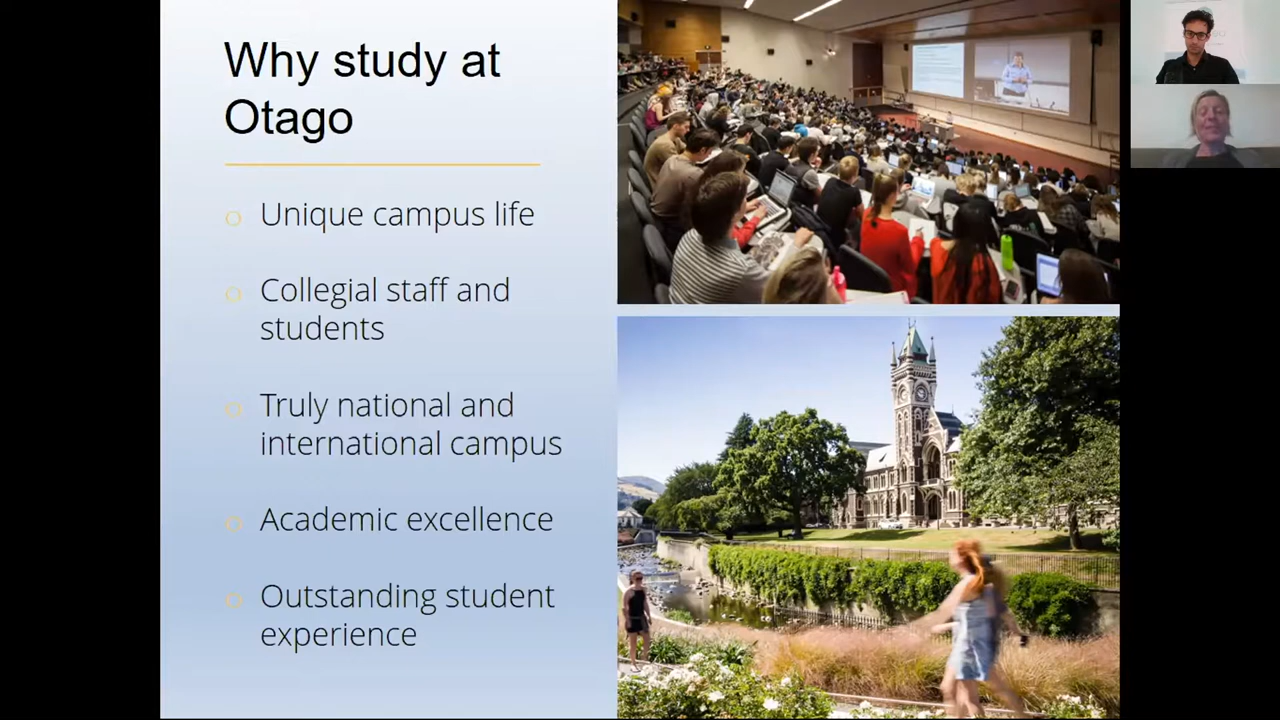 Why study at
Otago
Unique campus life
Collegial staff and
students
Truly national and
international campus
Academic excellence
Outstanding student
experience